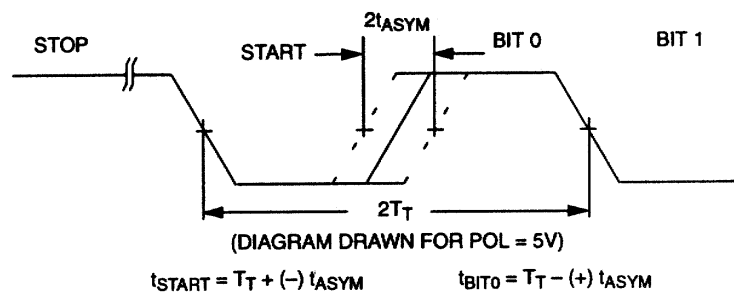 2tASYM
STOP START BIT 0 BIT 1
2TT
(DIAGRAM DRAWN FOR POL = 5V)
tSTART = TT + (–) tASYM tBIT0 = TT – (+) tASYM